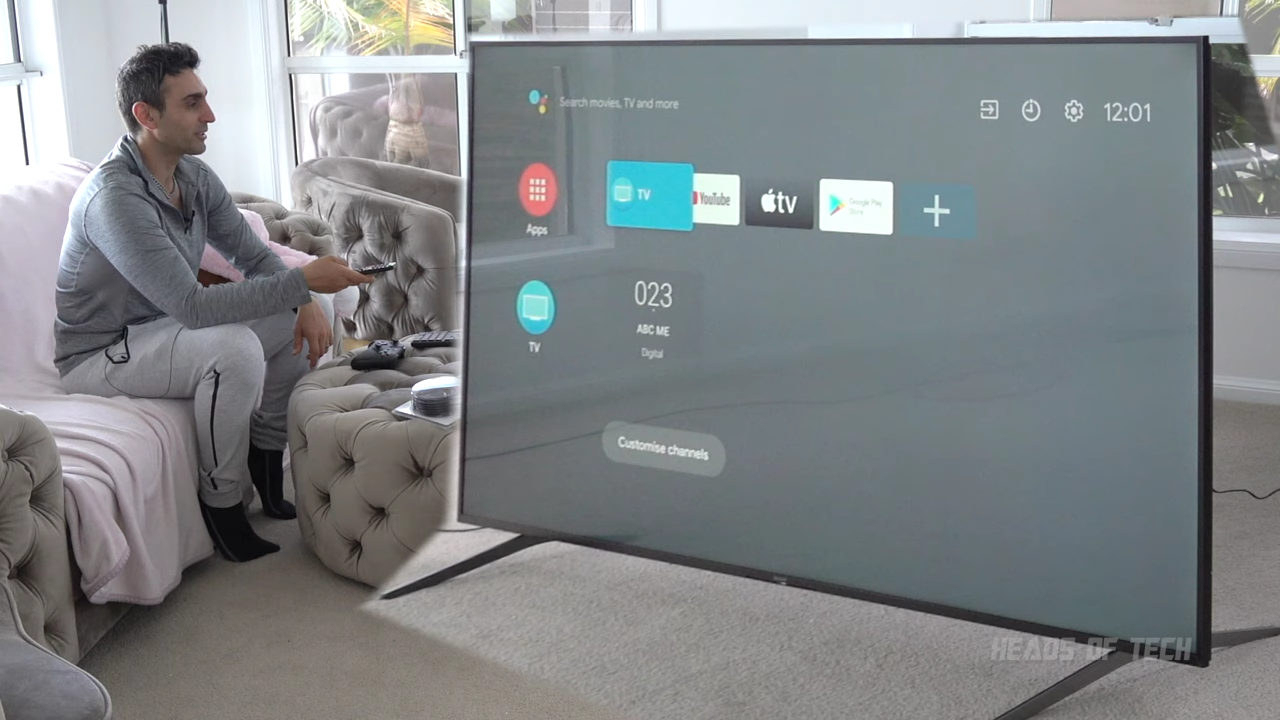 Search movies, TV and more
12:01
TV
YouTube
tv
Google Play
Store
Apps
023
ABC ME
Digital
TV
Customise channels
HEADS OF TECH